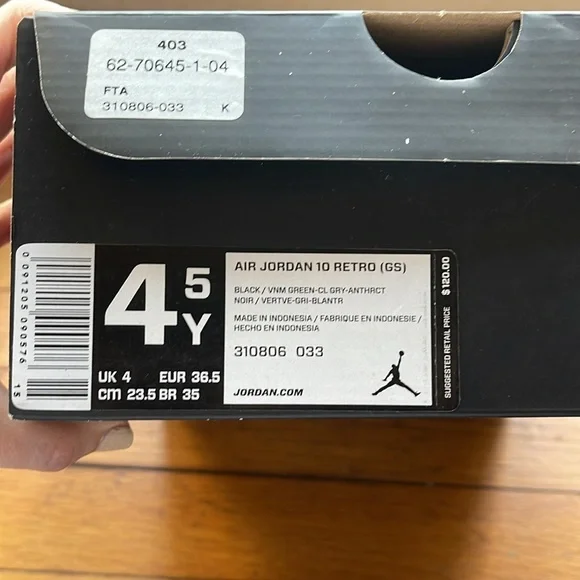 403
62-70645-1-04
FTA
310806-033 K
0 091205 090576 15
4 5 Y
UK 4 EUR 36.5
CM 23.5 BR 35
AIR JORDAN 10 RETRO (GS)
BLACK / VNM GREEN-CL GRY-ANTHRCT
NOIR / VERTVE-GRI-BLANTR
MADE IN INDONESIA / FABRIQUE EN INDONESIE /
HECHO EN INDONESIA
310806 033
JORDAN.COM
SUGGESTED RETAIL PRICE $120.00